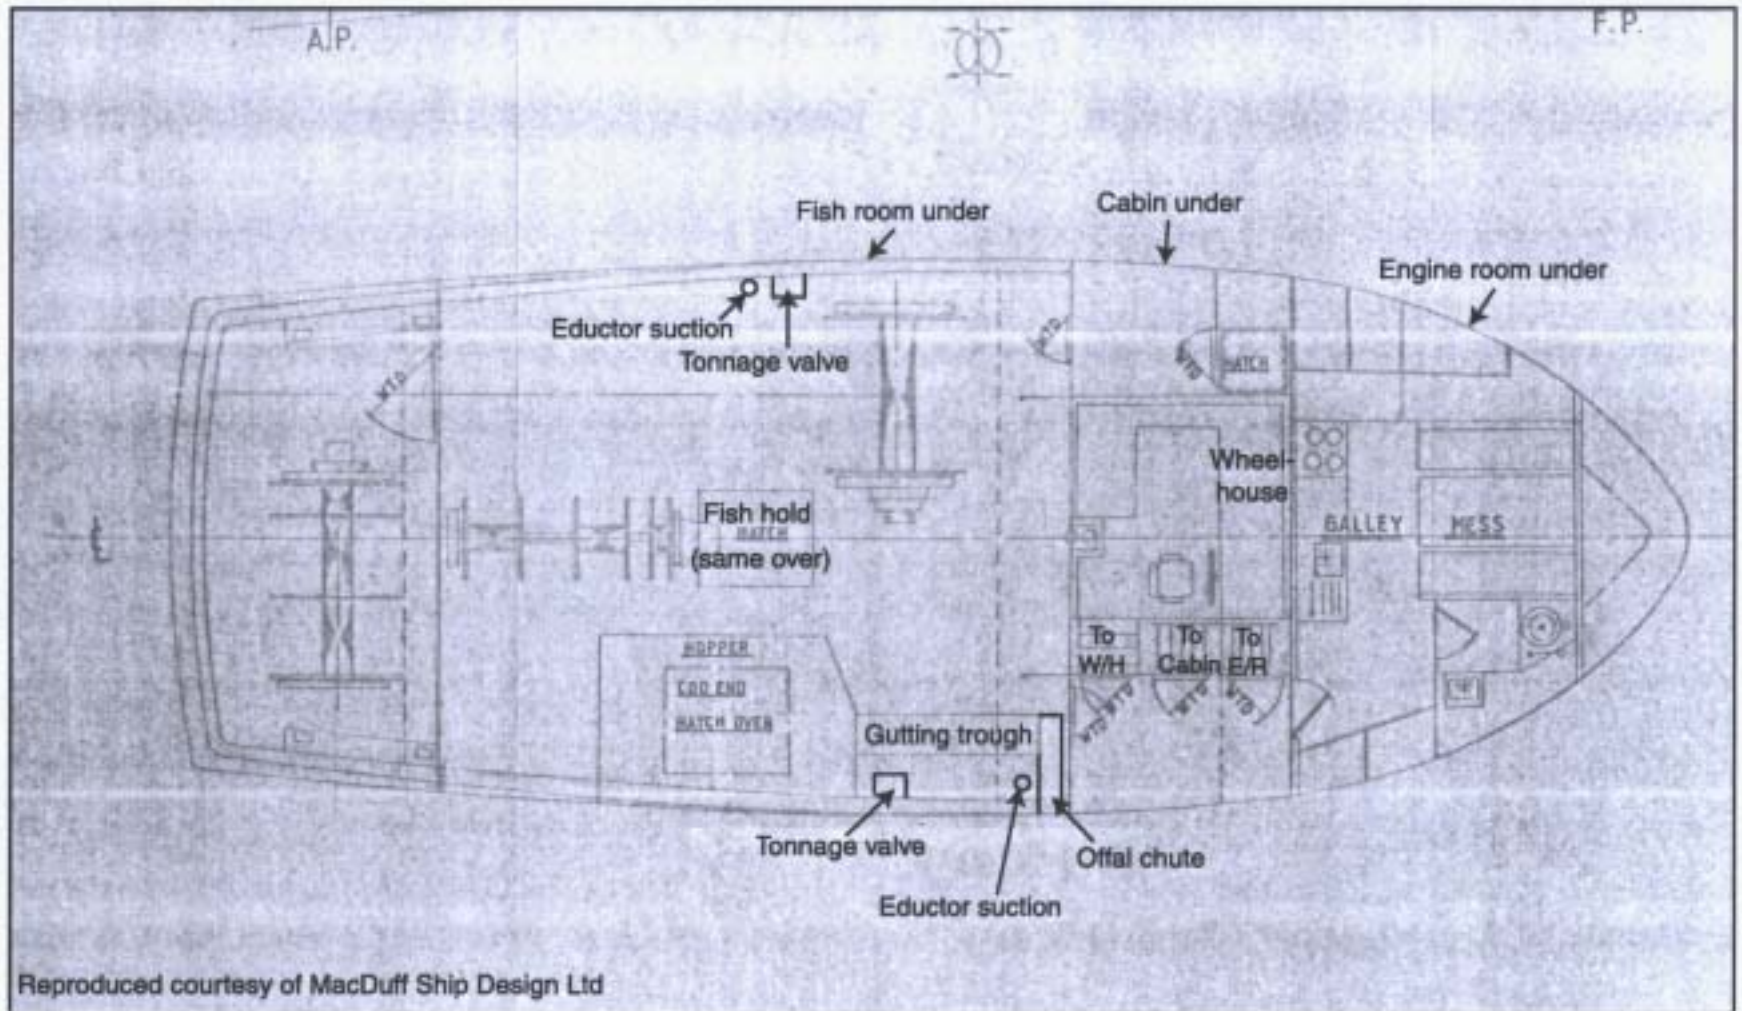 A.P.
F.P.
Fish room under
Cabin under
Engine room under
Eductor suction
Tonnage valve
WTD
WTD
WTD
HATCH
Wheel-
house
Fish hold
HATCH
(same over)
GALLEY
MESS
HOPPER
COD END
HATCH OVER
To
W/H
To
Cabin
To
E/R
WTD
WTD
WTD
WTD
Gutting trough
Tonnage valve
Offal chute
Eductor suction
Reproduced courtesy of MacDuff Ship Design Ltd